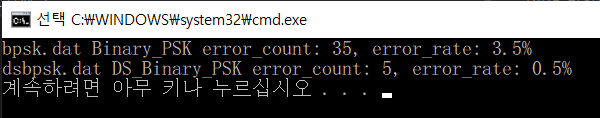 선택 C:₩WINDOWS₩system32₩cmd.exe
bpsk.dat Binary_PSK error_count: 35, error_rate: 3.5%
dsbpsk.dat DS_Binary_PSK error_count: 5, error_rate: 0.5%
계속하려면 아무 키나 누르십시오 . . .